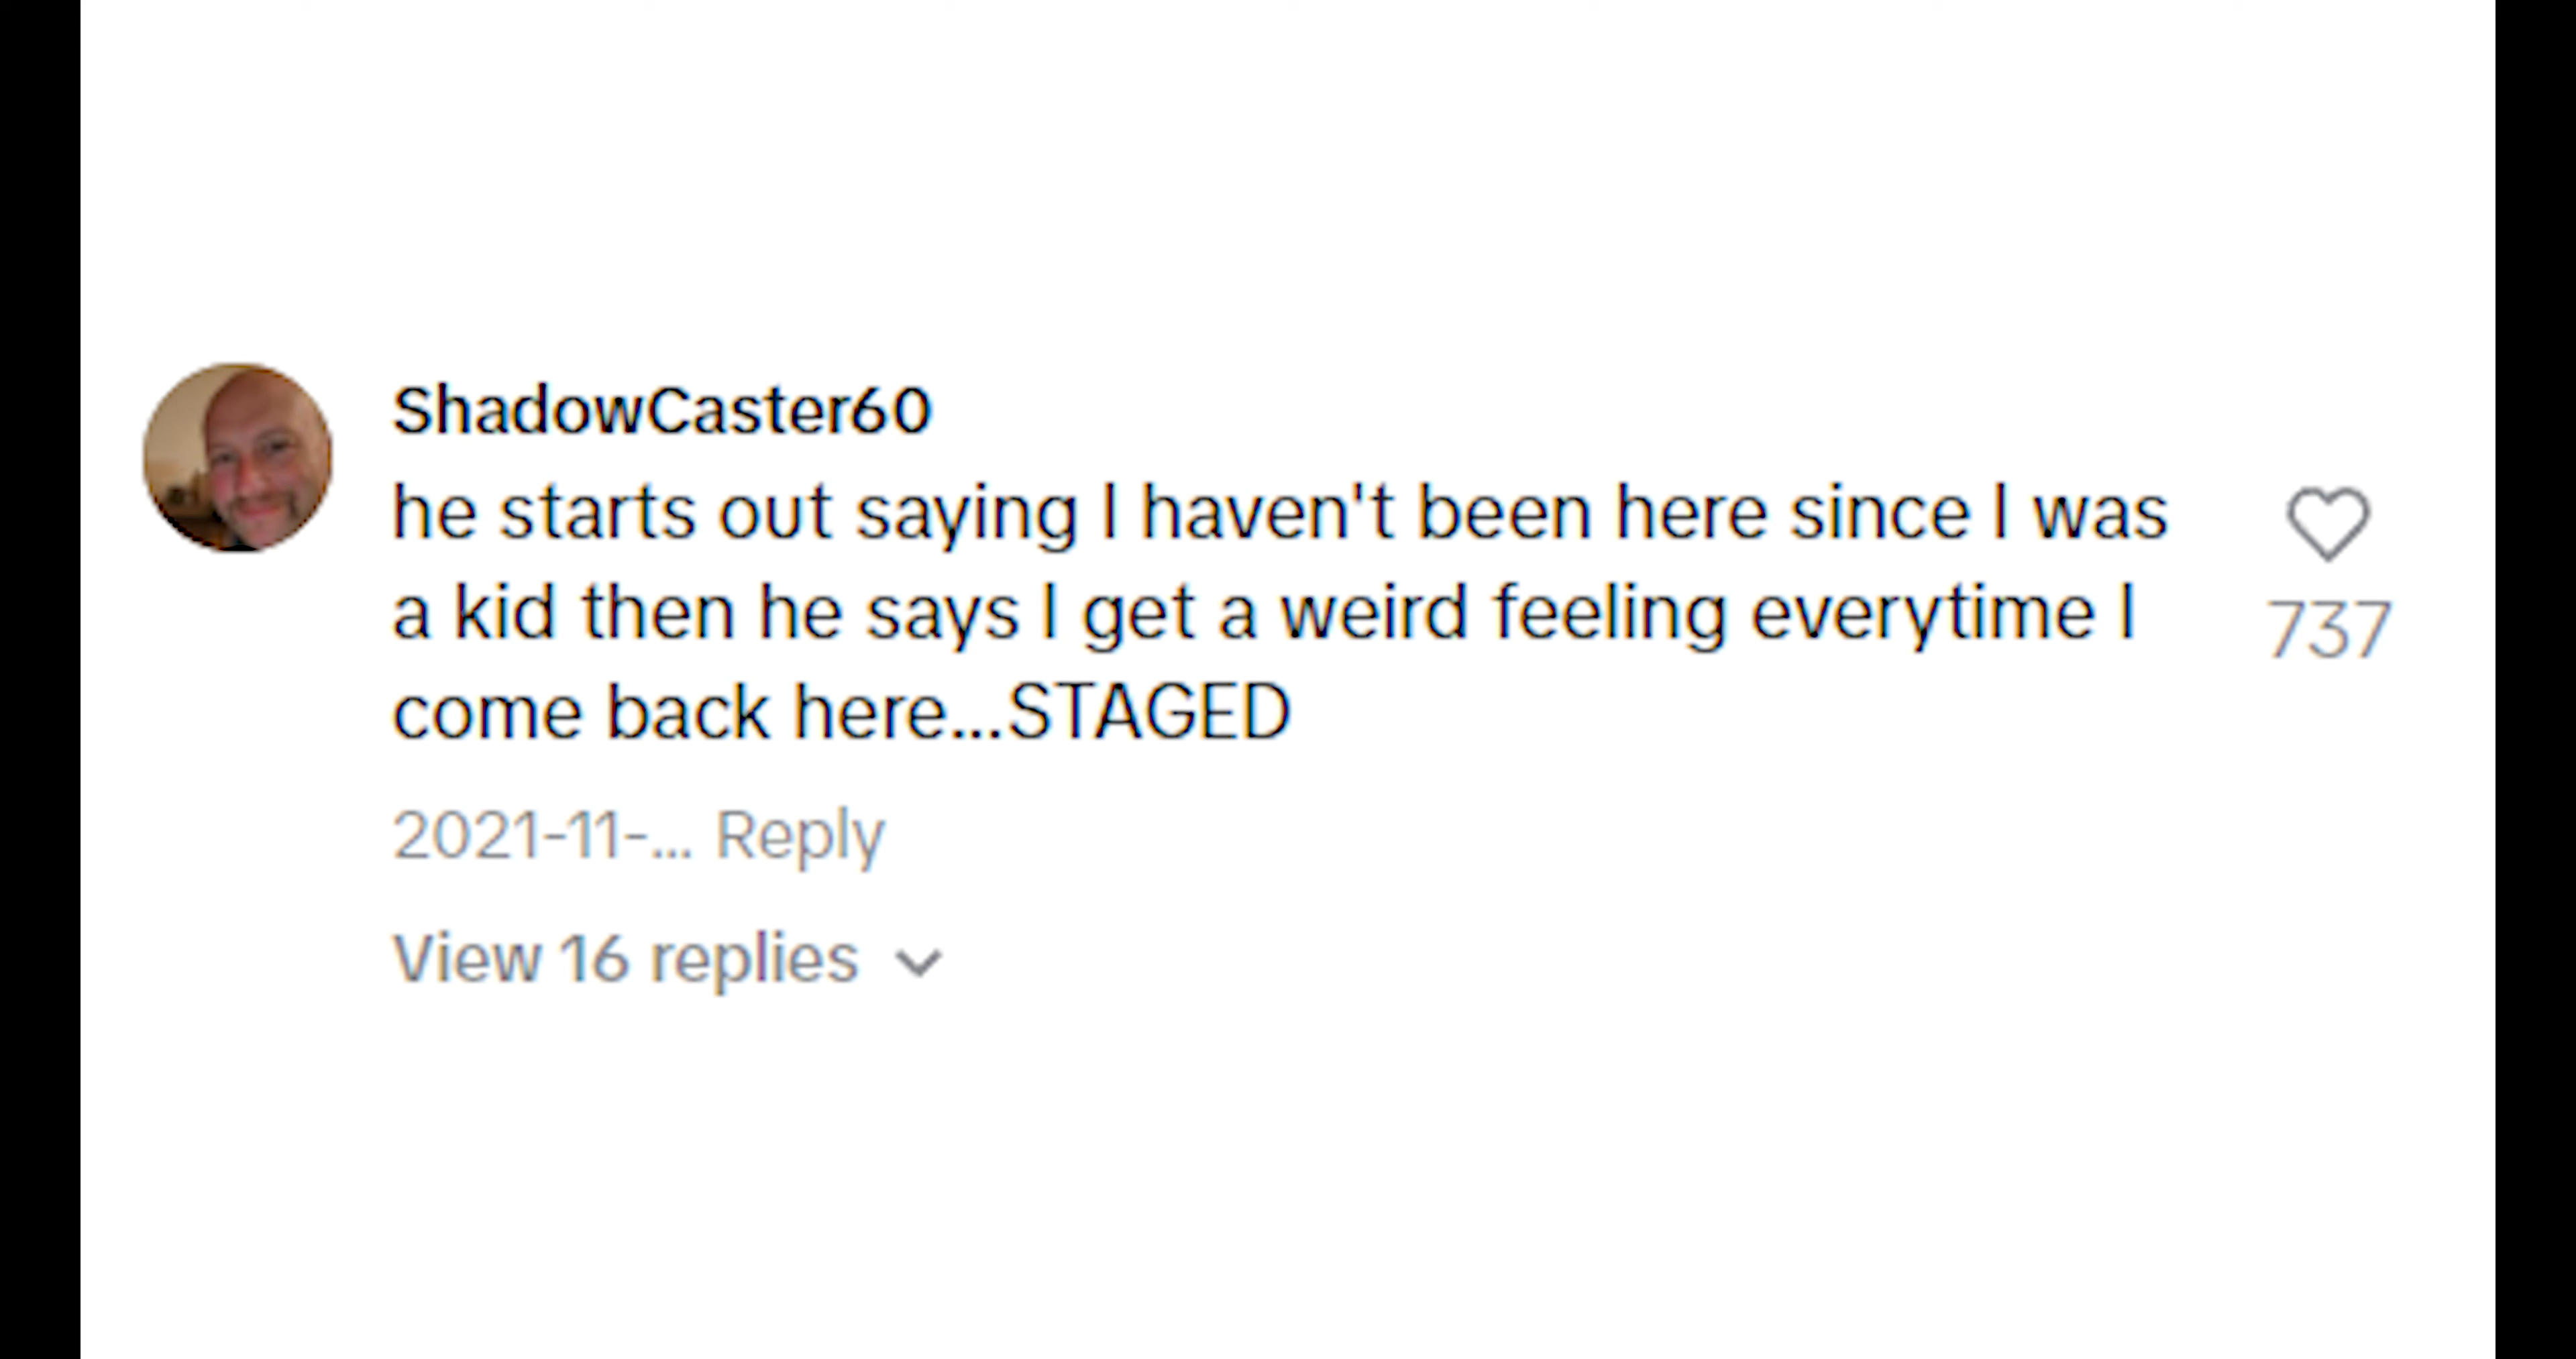 ShadowCaster60
he starts out saying I haven't been here since I was
a kid then he says I get a weird feeling everytime I
come back here...STAGED
737
2021-11-... Reply
View 16 replies